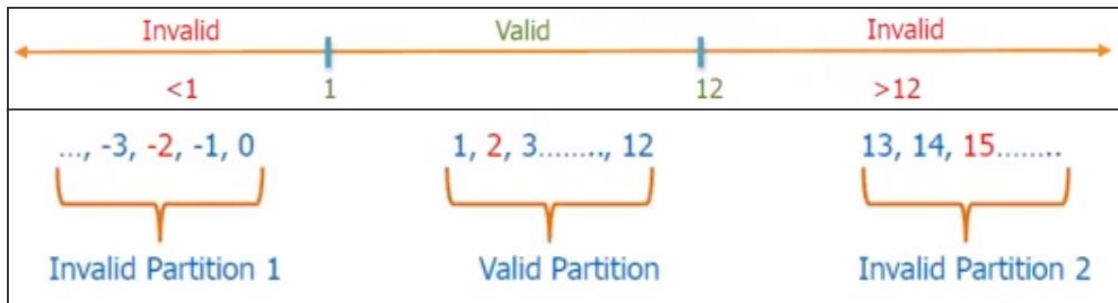 Invalid Valid Invalid
<1 1 12 >12
..., -3, -2, -1, 0 1, 2, 3........, 12 13, 14, 15........
Invalid Partition 1 Valid Partition Invalid Partition 2